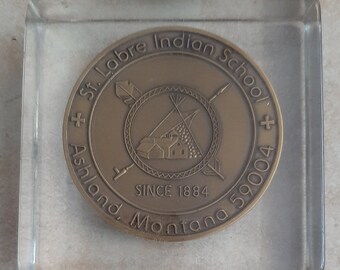 St. Labre Indian School
SINCE 1884
Ashland, Montana 59004